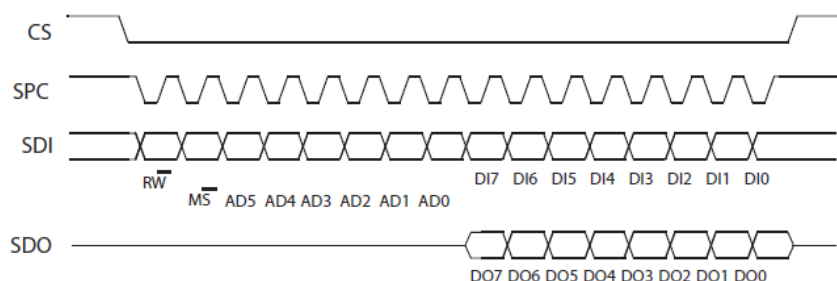 CS
SPC
SDI
RW DI7 DI6 DI5 DI4 DI3 DI2 DI1 DI0
MS AD5 AD4 AD3 AD2 AD1 AD0
SDO
DO7 DO6 DO5 DO4 DO3 DO2 DO1 DO0